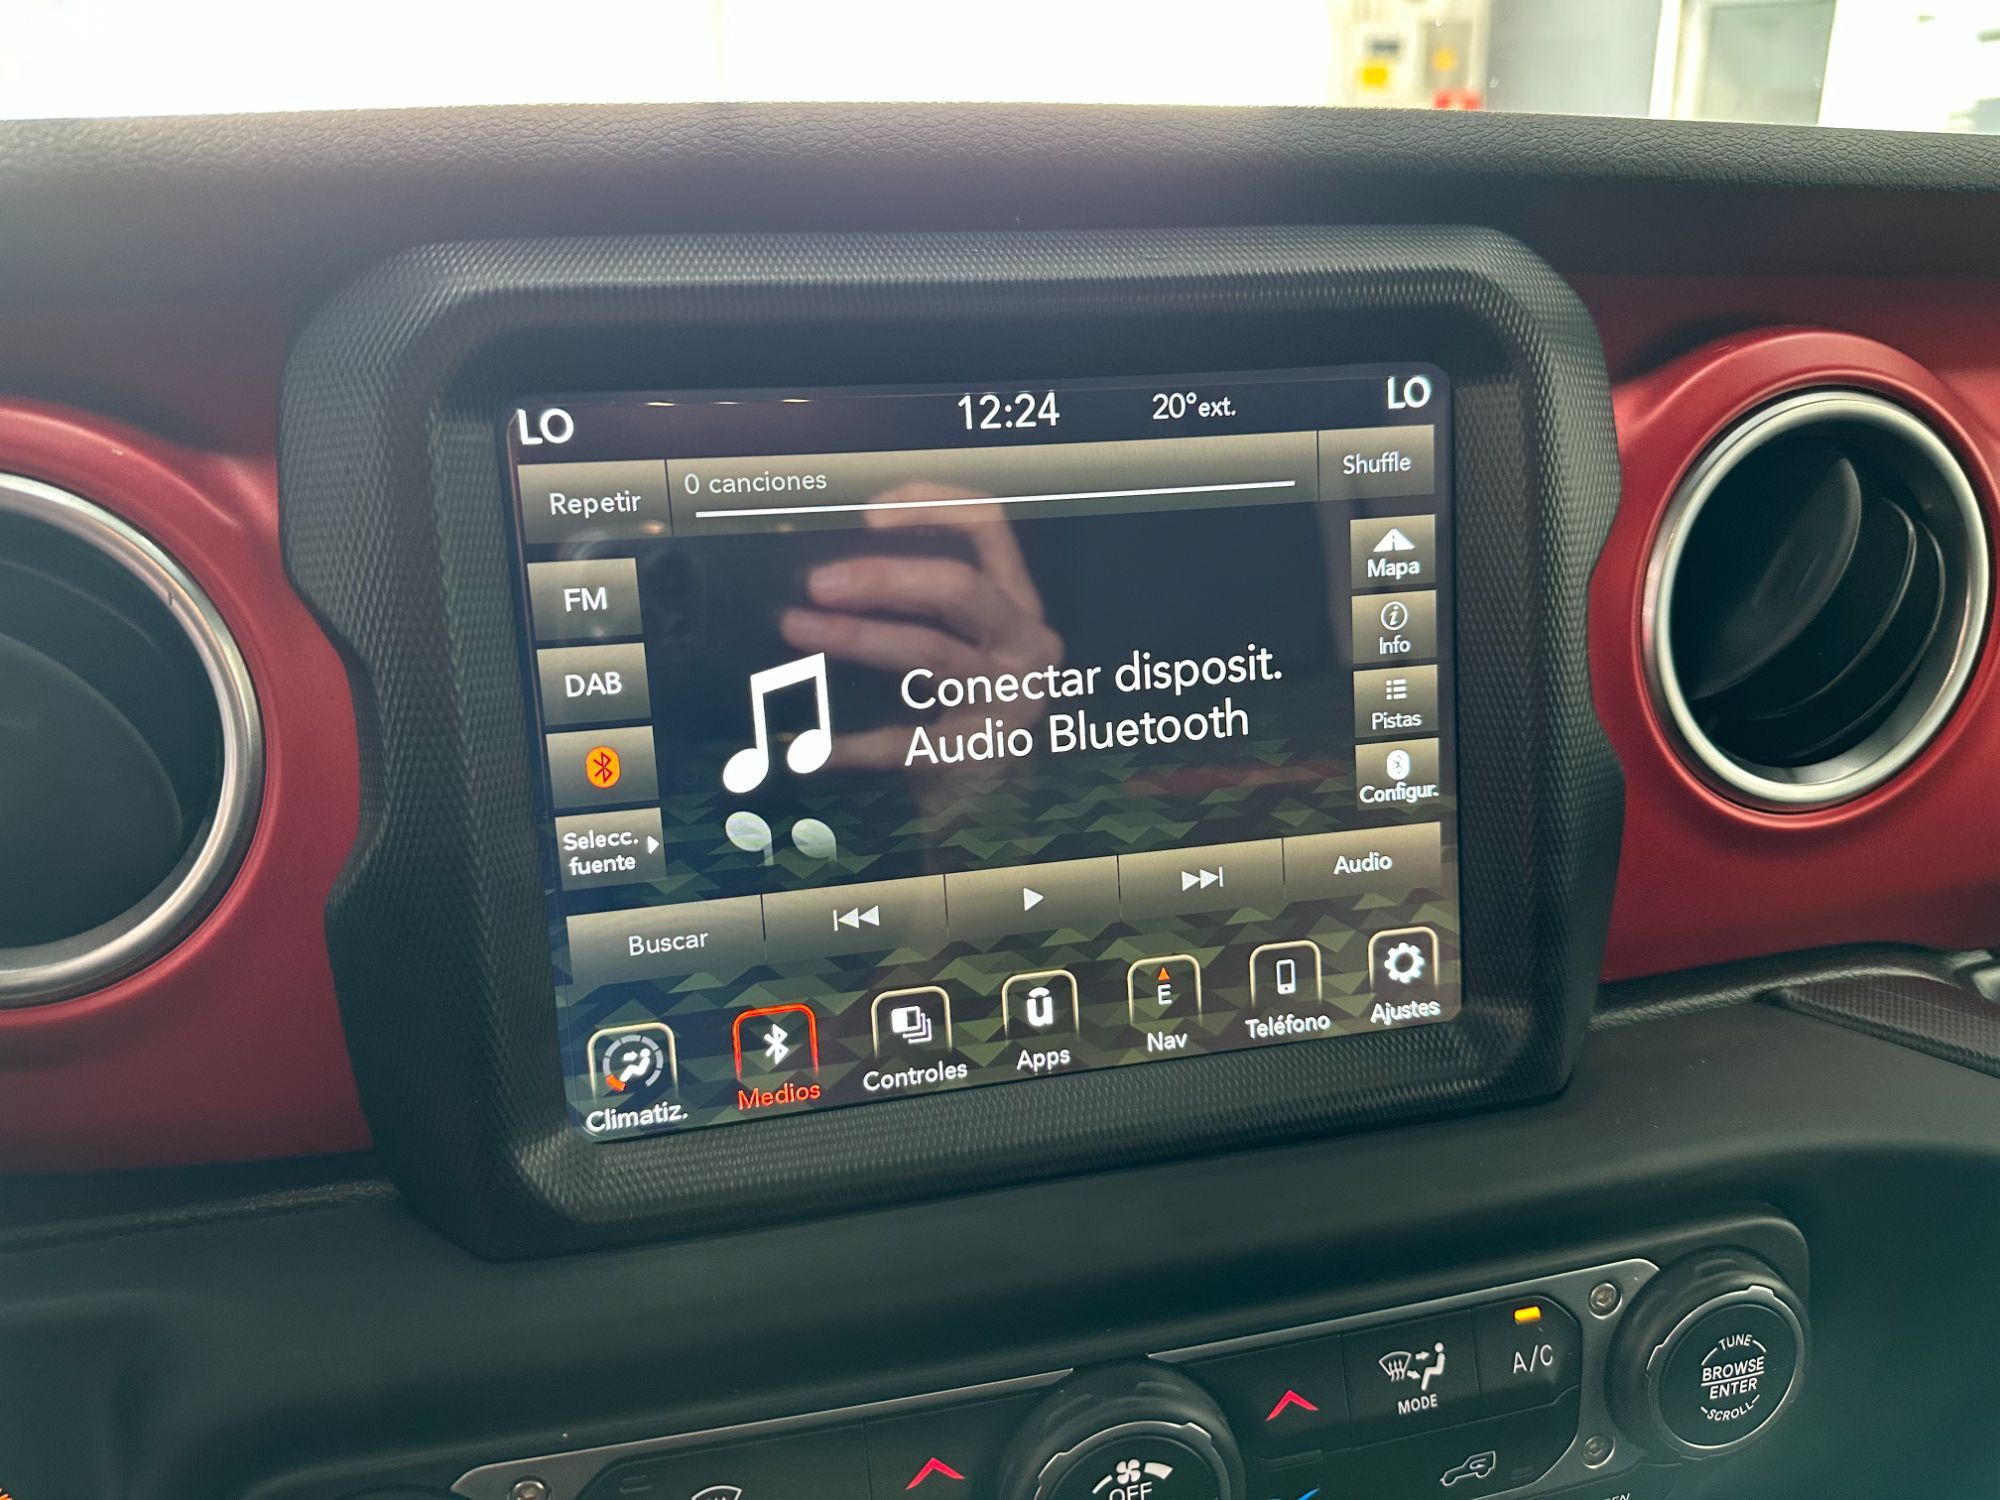 LO 12:24 20°ext. LO
Repetir 0 canciones Shuffle
FM
DAB
Selecc.
fuente
Conectar disposit.
Audio Bluetooth
Mapa
Info
Pistas
Configur.
Buscar Audio
Climatiz. Medios Controles Apps E Nav Teléfono Ajustes
MODE
A/C
TUNE
BROWSE
ENTER
SCROLL
OFF